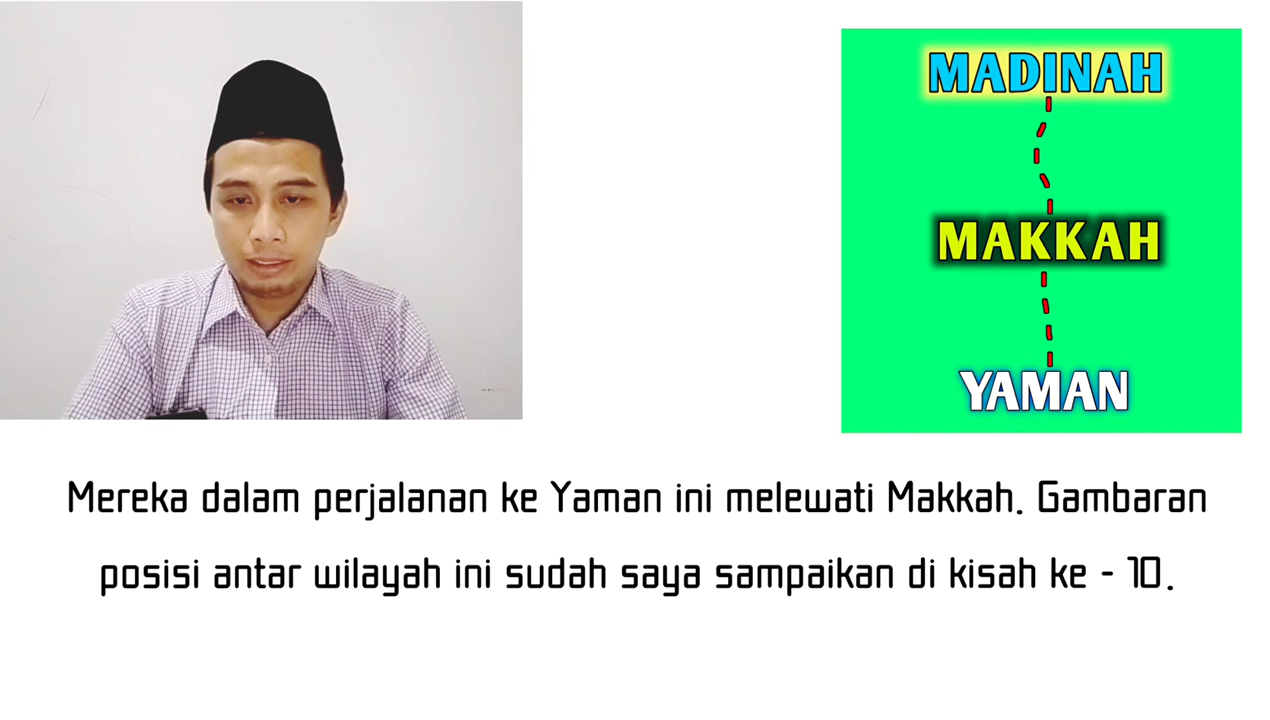 MADINAH
MAKKAH
YAMAN
Mereka dalam perjalanan ke Yaman ini melewati Makkah. Gambaran
posisi antar wilayah ini sudah saya sampaikan di kisah ke - 10.